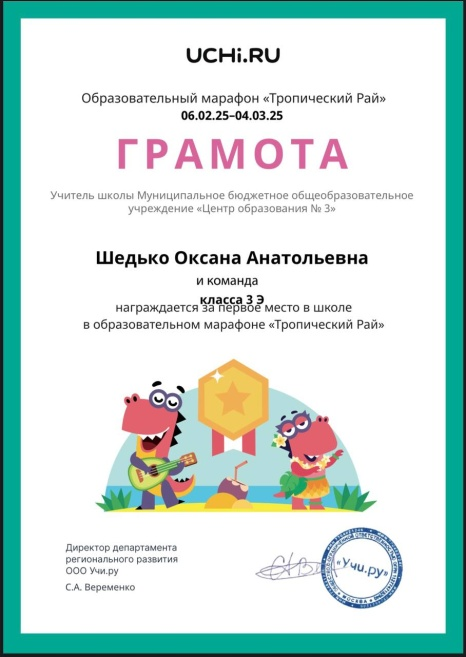 UCHi.RU
Образовательный марафон «Тропический Рай»
06.02.25–04.03.25
ГРАМОТА
Учитель школы Муниципальное бюджетное общеобразовательное
учреждение «Центр образования № 3»
Шедько Оксана Анатольевна
и команда
класса 3 Э
награждается за первое место в школе
в образовательном марафоне «Тропический Рай»
Директор департамента
регионального развития
ООО Учи.ру
С.А. Веременко
«Учи.ру»
МОСКВА